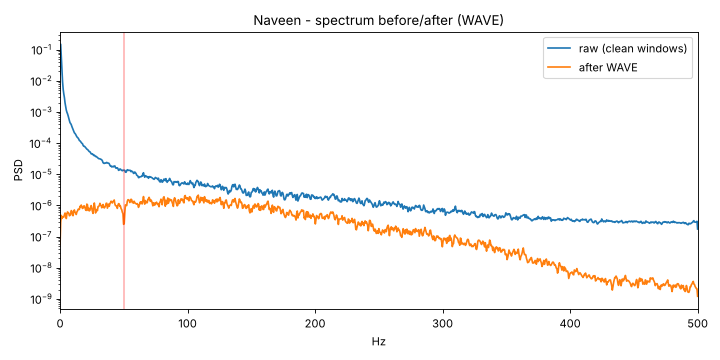 Naveen - spectrum before/after (WAVE)
raw (clean windows)
after WAVE
PSD
10⁻¹
10⁻²
10⁻³
10⁻⁴
10⁻⁵
10⁻⁶
10⁻⁷
10⁻⁸
10⁻⁹
0 100 200 300 400 500
Hz